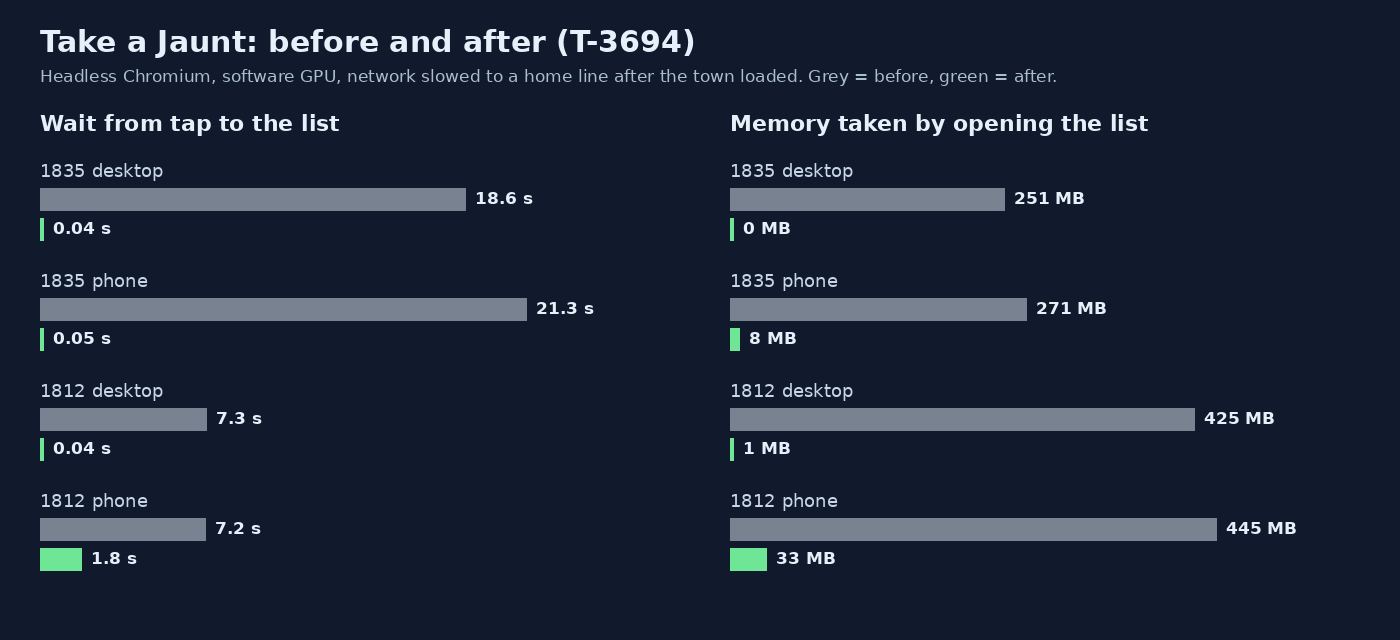 Take a Jaunt: before and after (T-3694)
Headless Chromium, software GPU, network slowed to a home line after the town loaded. Grey = before, green = after.
Wait from tap to the list
1835 desktop
18.6 s
0.04 s
1835 phone
21.3 s
0.05 s
1812 desktop
7.3 s
0.04 s
1812 phone
7.2 s
1.8 s
Memory taken by opening the list
1835 desktop
251 MB
0 MB
1835 phone
271 MB
8 MB
1812 desktop
425 MB
1 MB
1812 phone
445 MB
33 MB